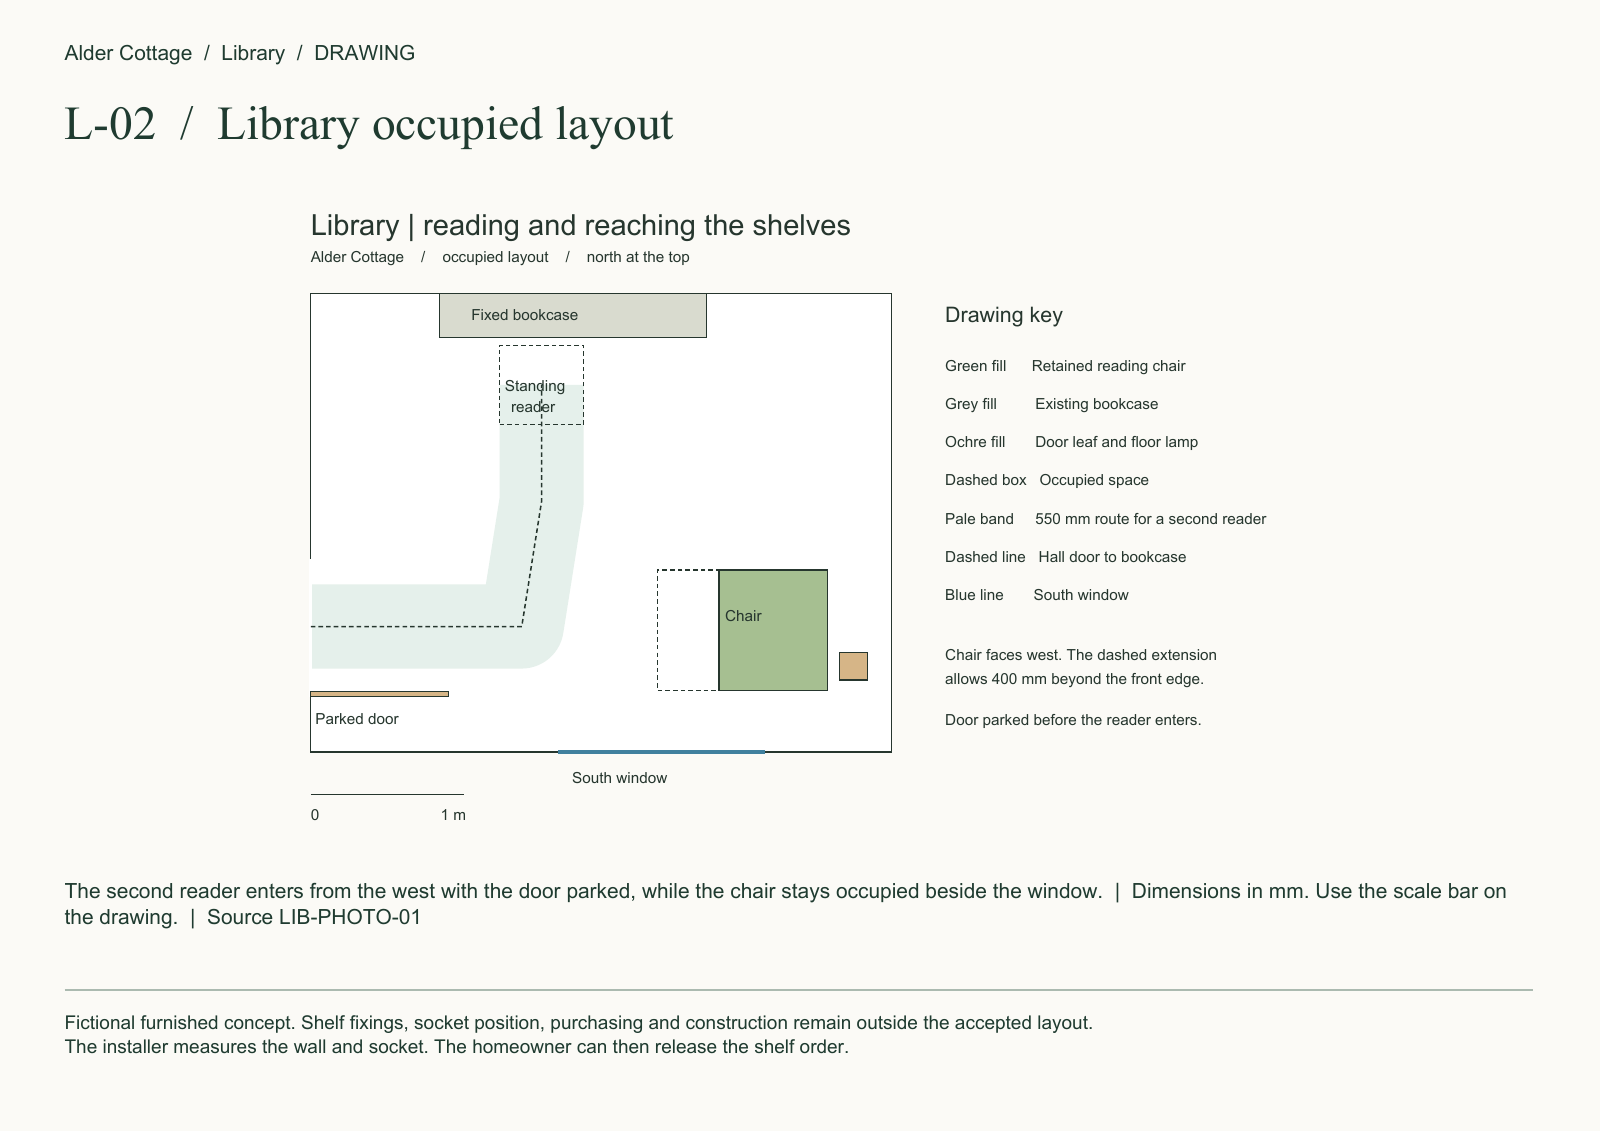 Alder Cottage / Library / DRAWING
L-02 / Library occupied layout
Library | reading and reaching the shelves
Alder Cottage / occupied layout / north at the top
Fixed bookcase
Standing
reader
Chair
Parked door
South window
0 1 m
Drawing key
Green fill Retained reading chair
Grey fill Existing bookcase
Ochre fill Door leaf and floor lamp
Dashed box Occupied space
Pale band 550 mm route for a second reader
Dashed line Hall door to bookcase
Blue line South window
Chair faces west. The dashed extension
allows 400 mm beyond the front edge.
Door parked before the reader enters.
The second reader enters from the west with the door parked, while the chair stays occupied beside the window. | Dimensions in mm. Use the scale bar on
the drawing. | Source LIB-PHOTO-01
Fictional furnished concept. Shelf fixings, socket position, purchasing and construction remain outside the accepted layout.
The installer measures the wall and socket. The homeowner can then release the shelf order.